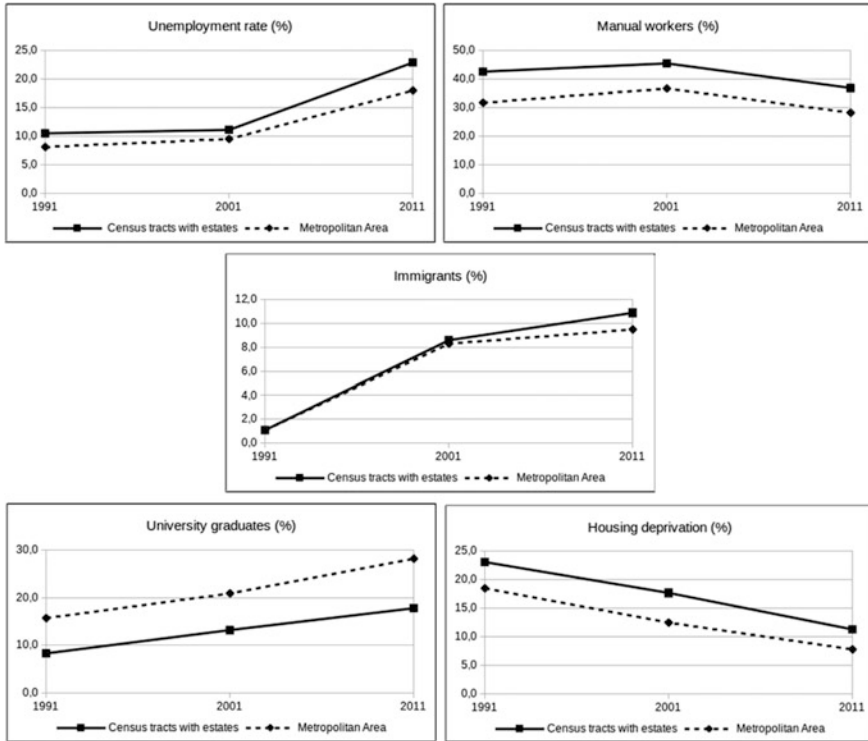 Unemployment rate (%)
25,0
20,0
15,0
10,0
5,0
0,0
1991 2001 2011
Census tracts with estates Metropolitan Area
Manual workers (%)
50,0
40,0
30,0
20,0
10,0
0,0
1991 2001 2011
Census tracts with estates Metropolitan Area
Immigrants (%)
12,0
10,0
8,0
6,0
4,0
2,0
0,0
1991 2001 2011
Census tracts with estates Metropolitan Area
University graduates (%)
30,0
20,0
10,0
0,0
1991 2001 2011
Census tracts with estates Metropolitan Area
Housing deprivation (%)
25,0
20,0
15,0
10,0
5,0
0,0
1991 2001 2011
Census tracts with estates Metropolitan Area